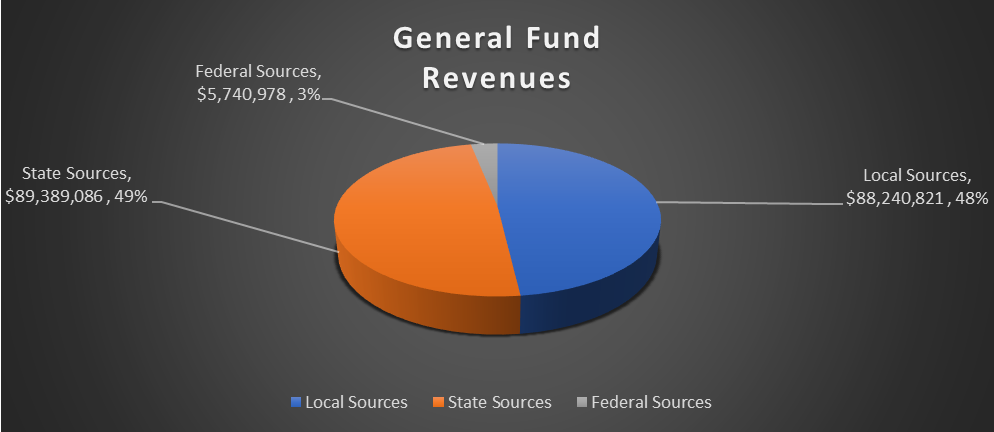 General Fund
Revenues
Federal Sources,
$5,740,978 , 3%
State Sources,
$89,389,086 , 49%
Local Sources,
$88,240,821 , 48%
Local Sources
State Sources
Federal Sources